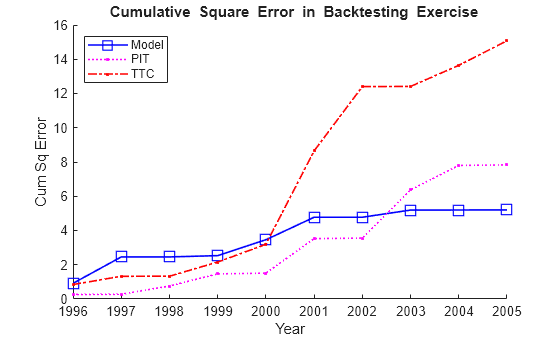 Cumulative Square Error in Backtesting Exercise
16
14
12
10
8
6
4
2
0
Cum Sq Error
Model
PIT
TTC
1996 1997 1998 1999 2000 2001 2002 2003 2004 2005
Year